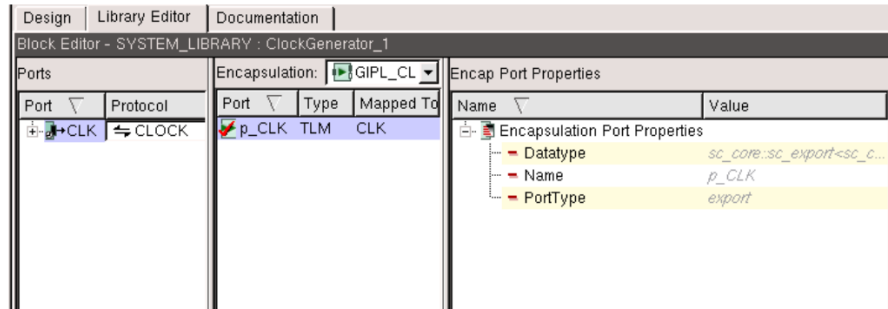 Design Library Editor Documentation
Block Editor - SYSTEM_LIBRARY : ClockGenerator_1
Ports Encapsulation: GIPL_CL Encap Port Properties
Port Protocol Port Type Mapped To Name Value
CLK CLOCK p_CLK TLM CLK Encapsulation Port Properties
Datatype sc_core::sc_export<sc_c...
Name p_CLK
PortType export